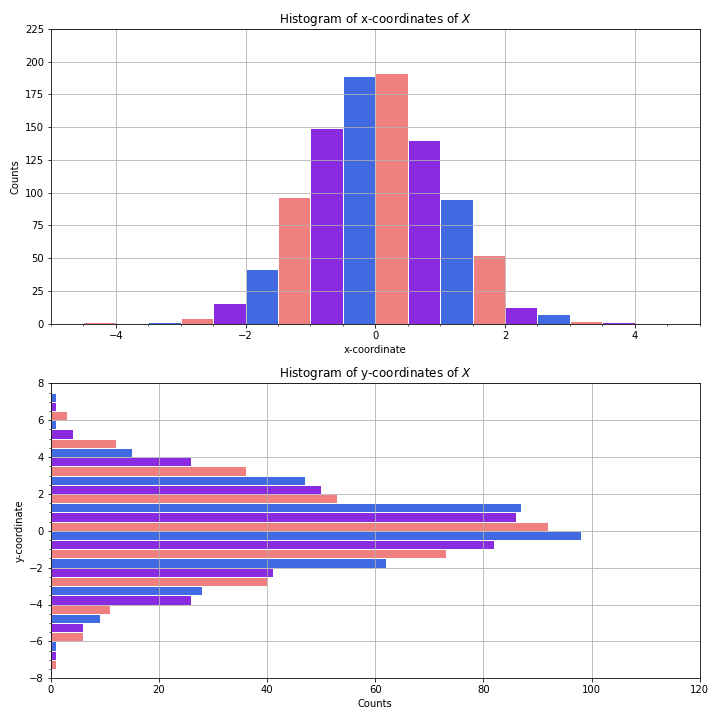 Histogram of x-coordinates of X
225
200
175
150
125
100
75
50
25
0
Counts
−4 −2 0 2 4
x-coordinate
Histogram of y-coordinates of X
8
6
4
2
0
−2
−4
−6
−8
y-coordinate
0 20 40 60 80 100 120
Counts